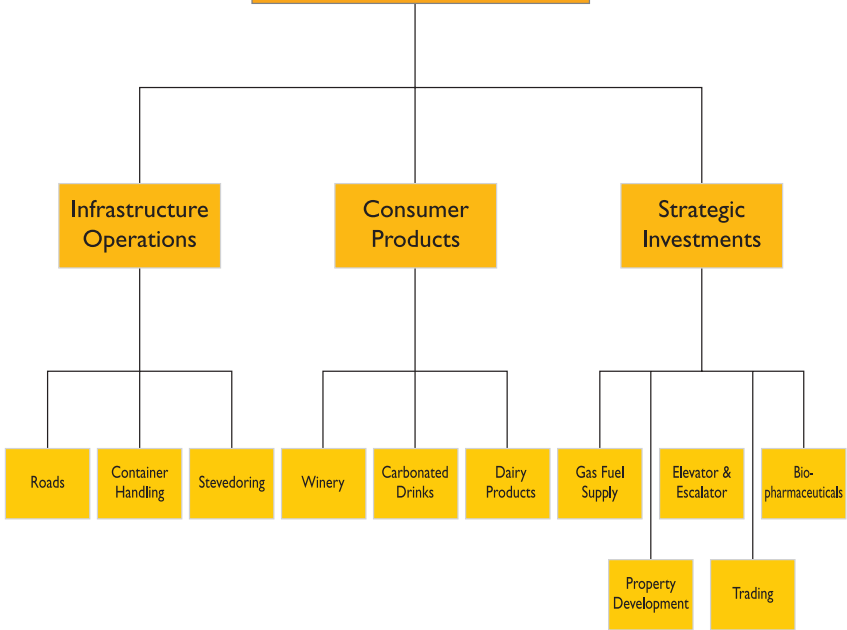 Infrastructure
Operations
Consumer
Products
Strategic
Investments
Roads
Container
Handling
Stevedoring
Winery
Carbonated
Drinks
Dairy
Products
Gas Fuel
Supply
Elevator &
Escalator
Bio-
pharmaceuticals
Property
Development
Trading